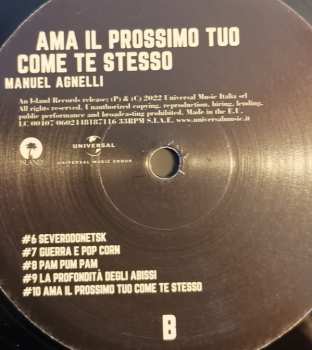 AMA IL PROSSIMO TUO
COME TE STESSO
MANUEL AGNELLI
An Island Records release; (P) & (C) 2022 Universal Music Italia srl
All rights reserved. Unauthorized copying, reproduction, hiring, lending,
public performance and broadcasting prohibited. Made in the E.U.
LC 00407 0602448187116 33RPM S.I.A.E. www.universalmusic.it
ISLAND
UNIVERSAL
UNIVERSAL MUSIC GROUP
#6 SEVERODONETSK
#7 GUERRA E POP CORN
#8 PAM PUM PAM
#9 LA PROFONDITÀ DEGLI ABISSI
#10 AMA IL PROSSIMO TUO COME TE STESSO
B